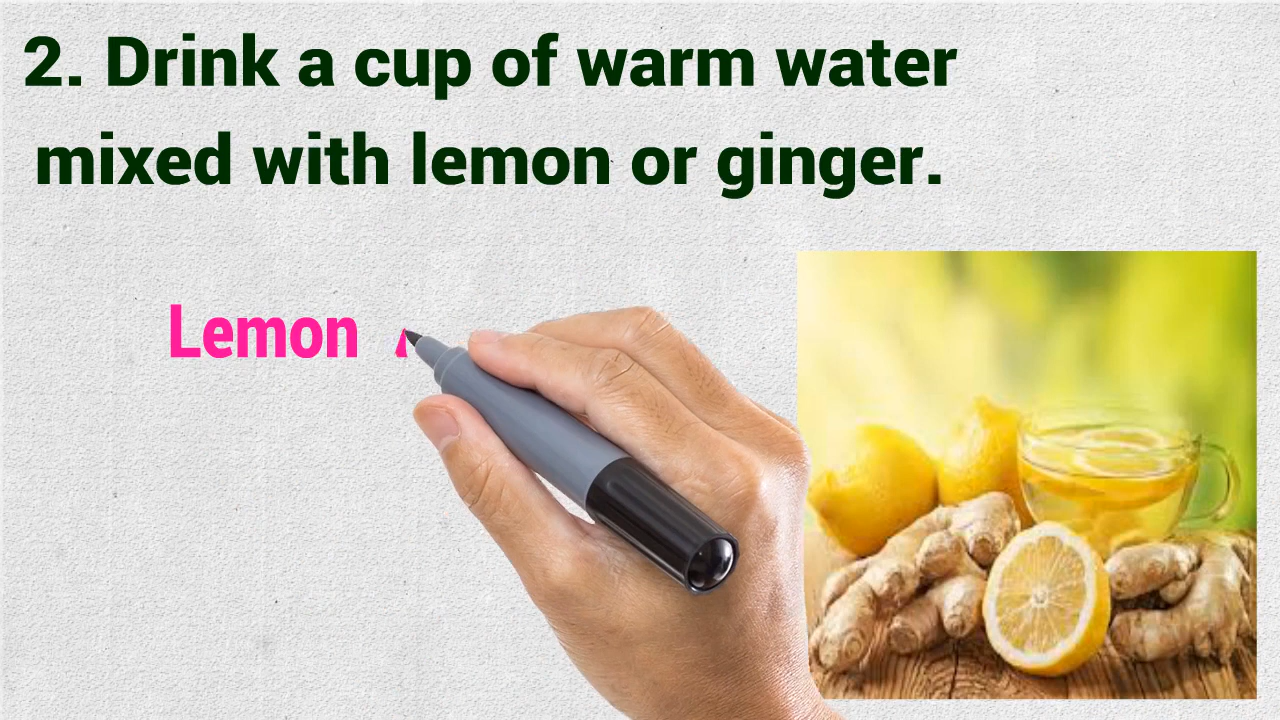 2. Drink a cup of warm water
mixed with lemon or ginger.
Lemon